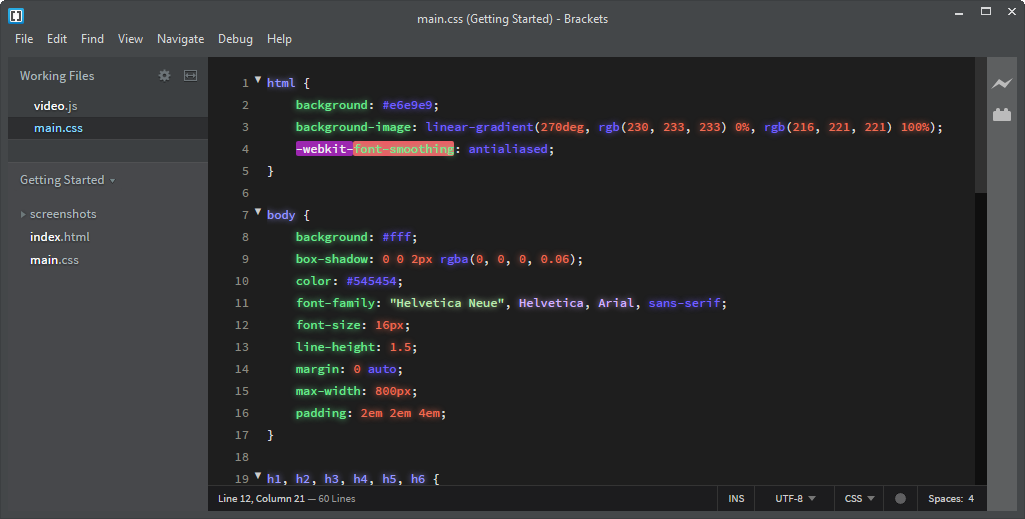 main.css (Getting Started) - Brackets
File Edit Find View Navigate Debug Help
Working Files
video.js
main.css
Getting Started
screenshots
index.html
main.css
1 html {
2 background: #e6e9e9;
3 background-image: linear-gradient(270deg, rgb(230, 233, 233) 0%, rgb(216, 221, 221) 100%);
4 -webkit-font-smoothing: antialiased;
5 }
6
7 body {
8 background: #fff;
9 box-shadow: 0 0 2px rgba(0, 0, 0, 0.06);
10 color: #545454;
11 font-family: "Helvetica Neue", Helvetica, Arial, sans-serif;
12 font-size: 16px;
13 line-height: 1.5;
14 margin: 0 auto;
15 max-width: 800px;
16 padding: 2em 2em 4em;
17 }
18
19 h1, h2, h3, h4, h5, h6 {
Line 12, Column 21 — 60 Lines INS UTF-8 CSS Spaces: 4